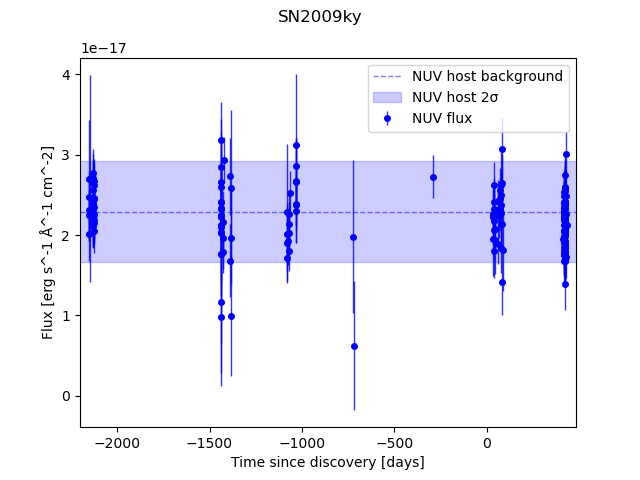 SN2009ky
1e−17
NUV host background
NUV host 2σ
NUV flux
4
3
2
1
0
Flux [erg s^-1 Å^-1 cm^-2]
−2000 −1500 −1000 −500 0
Time since discovery [days]